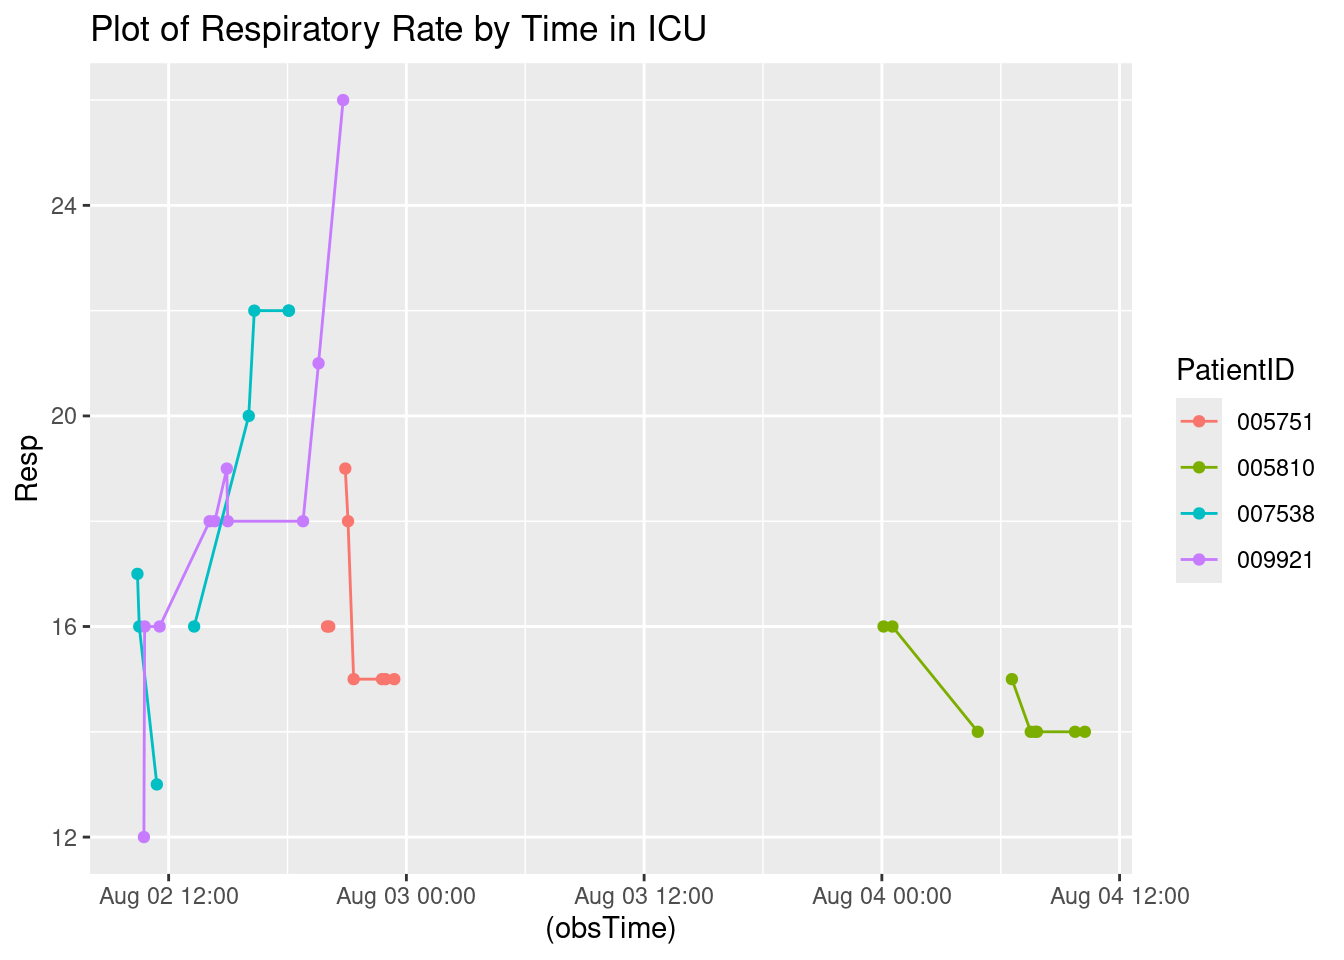 Plot of Respiratory Rate by Time in ICU
24
20
16
12
Resp
Aug 02 12:00
Aug 03 00:00
Aug 03 12:00
Aug 04 00:00
Aug 04 12:00
(obsTime)
PatientID
005751
005810
007538
009921